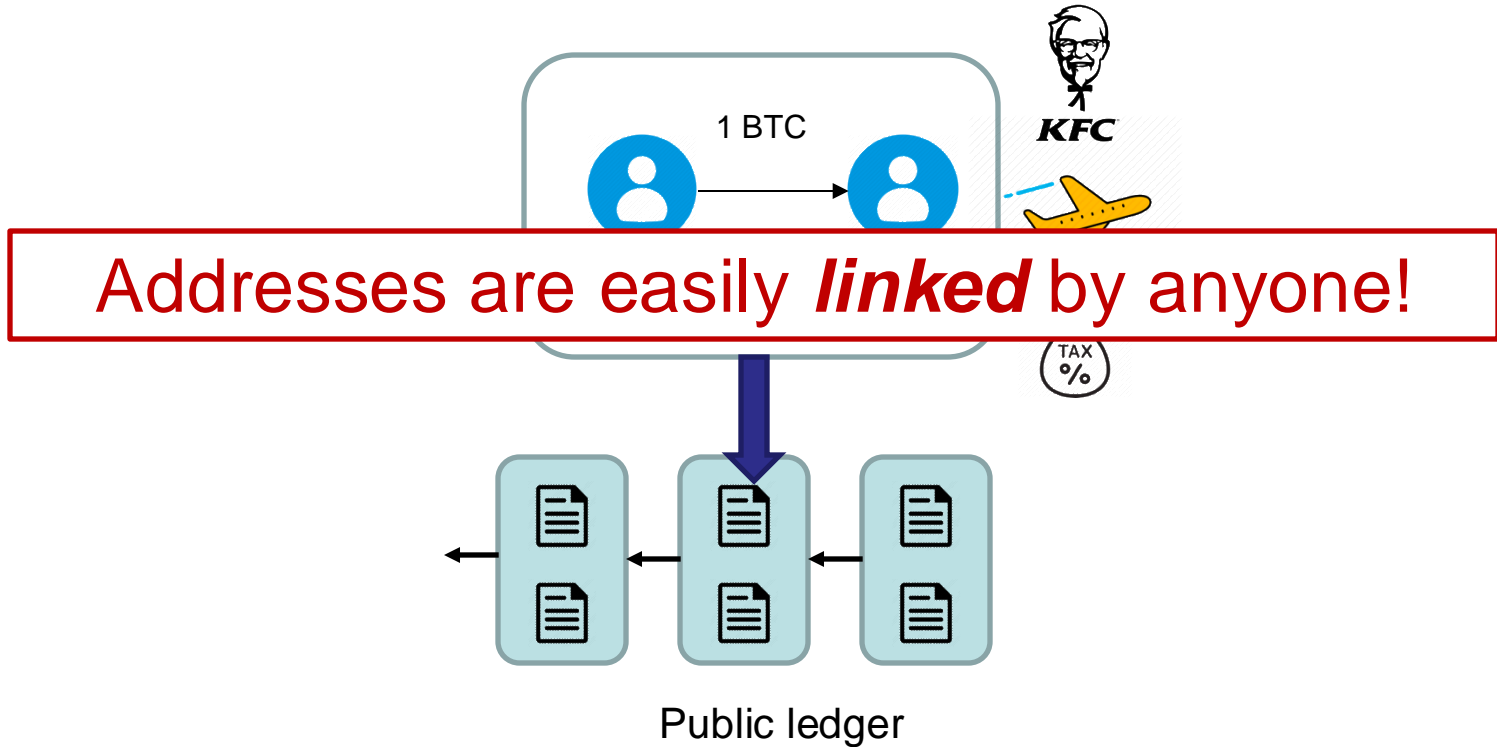 1 BTC
KFC
Addresses are easily linked by anyone!
TAX
%
Public ledger